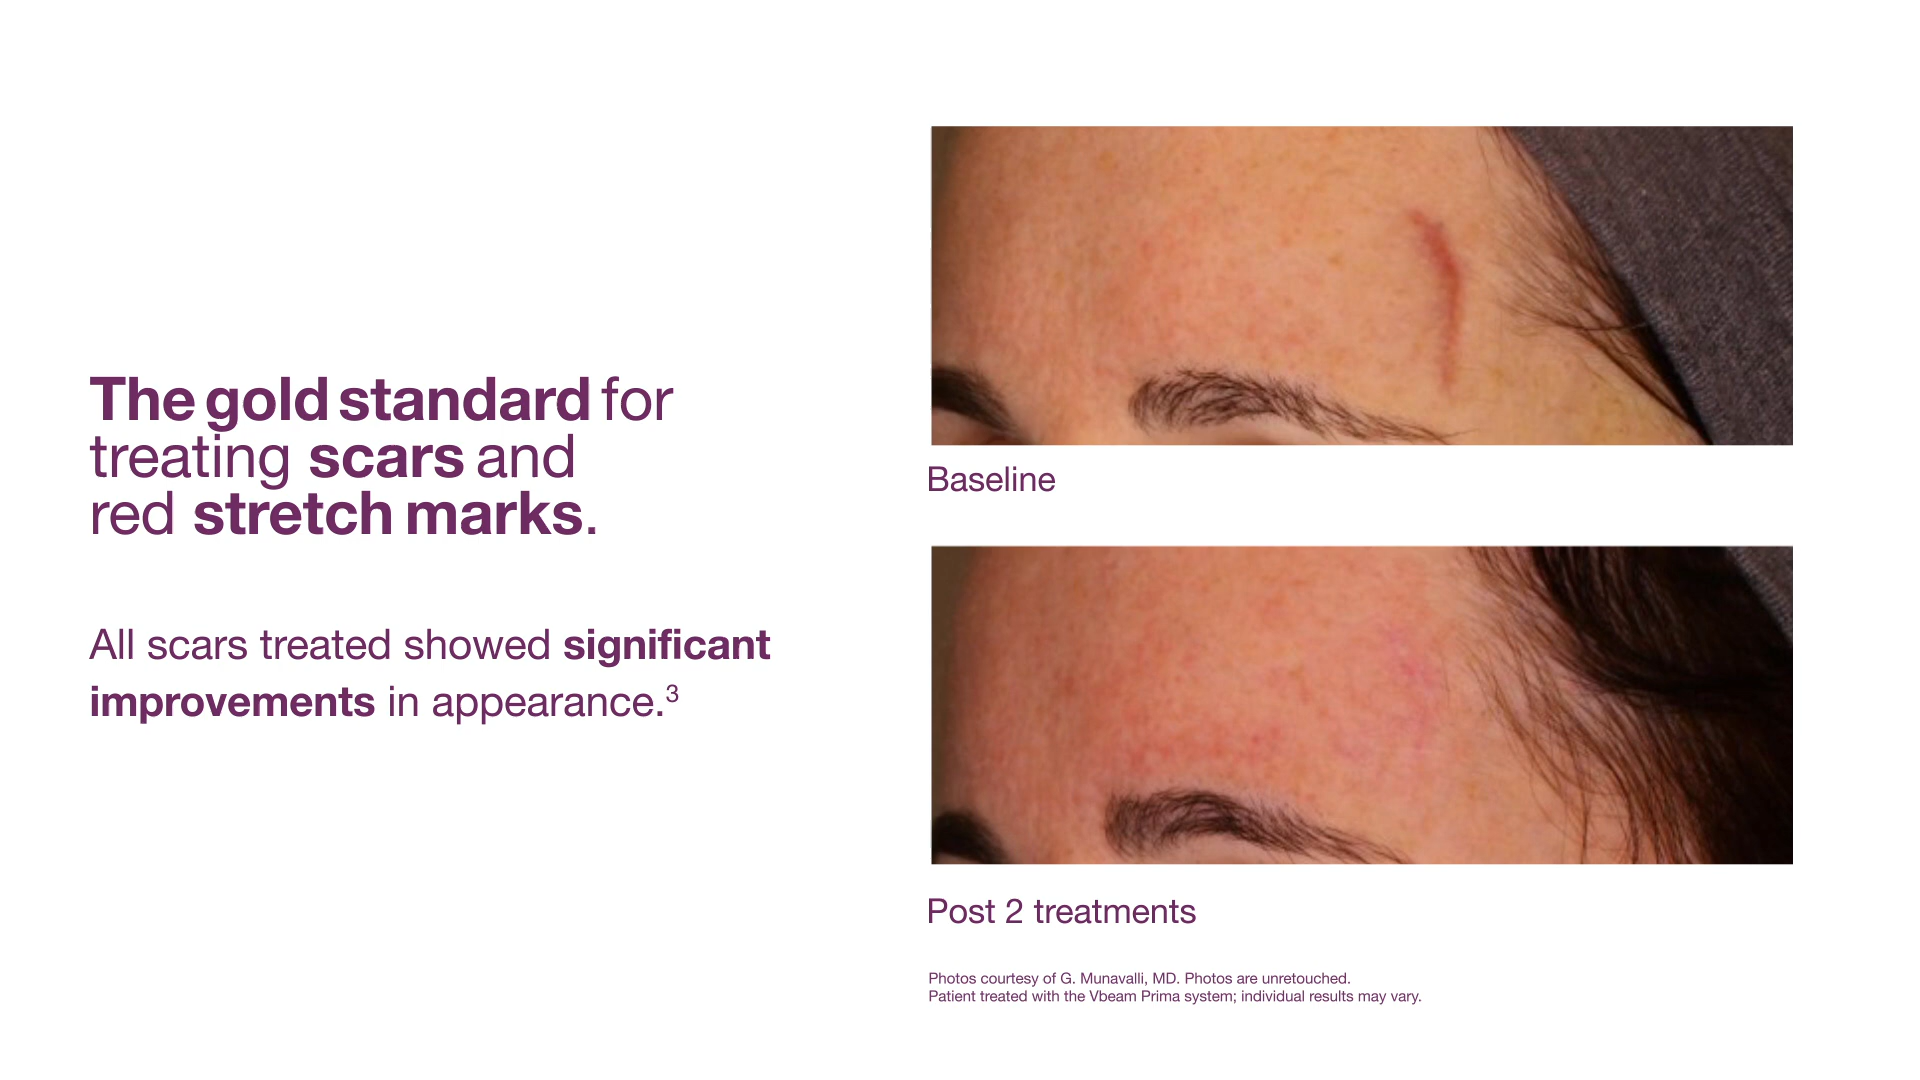 The gold standard for
treating scars and
red stretch marks.
All scars treated showed significant
improvements in appearance.³
Baseline
Post 2 treatments
Photos courtesy of G. Munavalli, MD. Photos are unretouched.
Patient treated with the Vbeam Prima system; individual results may vary.